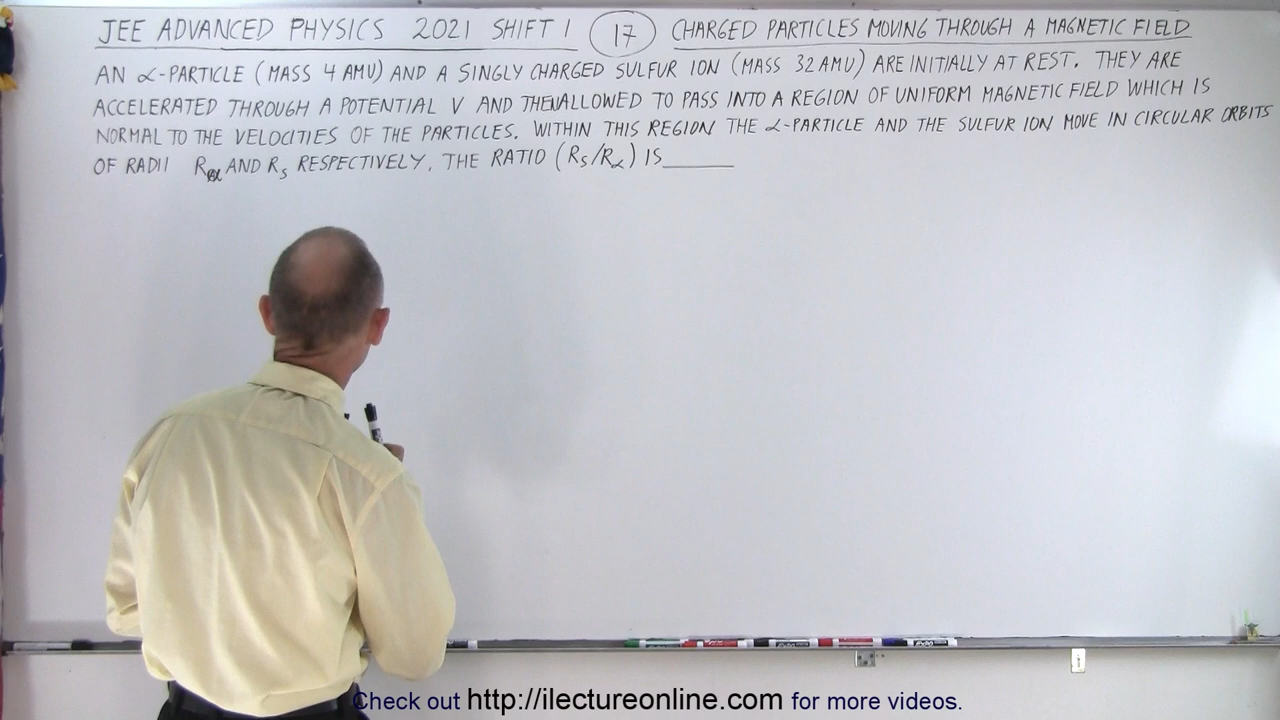 JEE ADVANCED PHYSICS 2021 SHIFT 1 17 CHARGED PARTICLES MOVING THROUGH A MAGNETIC FIELD
AN α-PARTICLE (MASS 4 AMU) AND A SINGLY CHARGED SULFUR ION (MASS 32 AMU) ARE INITIALLY AT REST. THEY ARE
ACCELERATED THROUGH A POTENTIAL V AND THEN ALLOWED TO PASS INTO A REGION OF UNIFORM MAGNETIC FIELD WHICH IS
NORMAL TO THE VELOCITIES OF THE PARTICLES. WITHIN THIS REGION THE α-PARTICLE AND THE SULFUR ION MOVE IN CIRCULAR ORBITS
OF RADII Rα AND Rs RESPECTIVELY. THE RATIO (Rs/Rα) IS______
Check out http://ilectureonline.com for more videos.